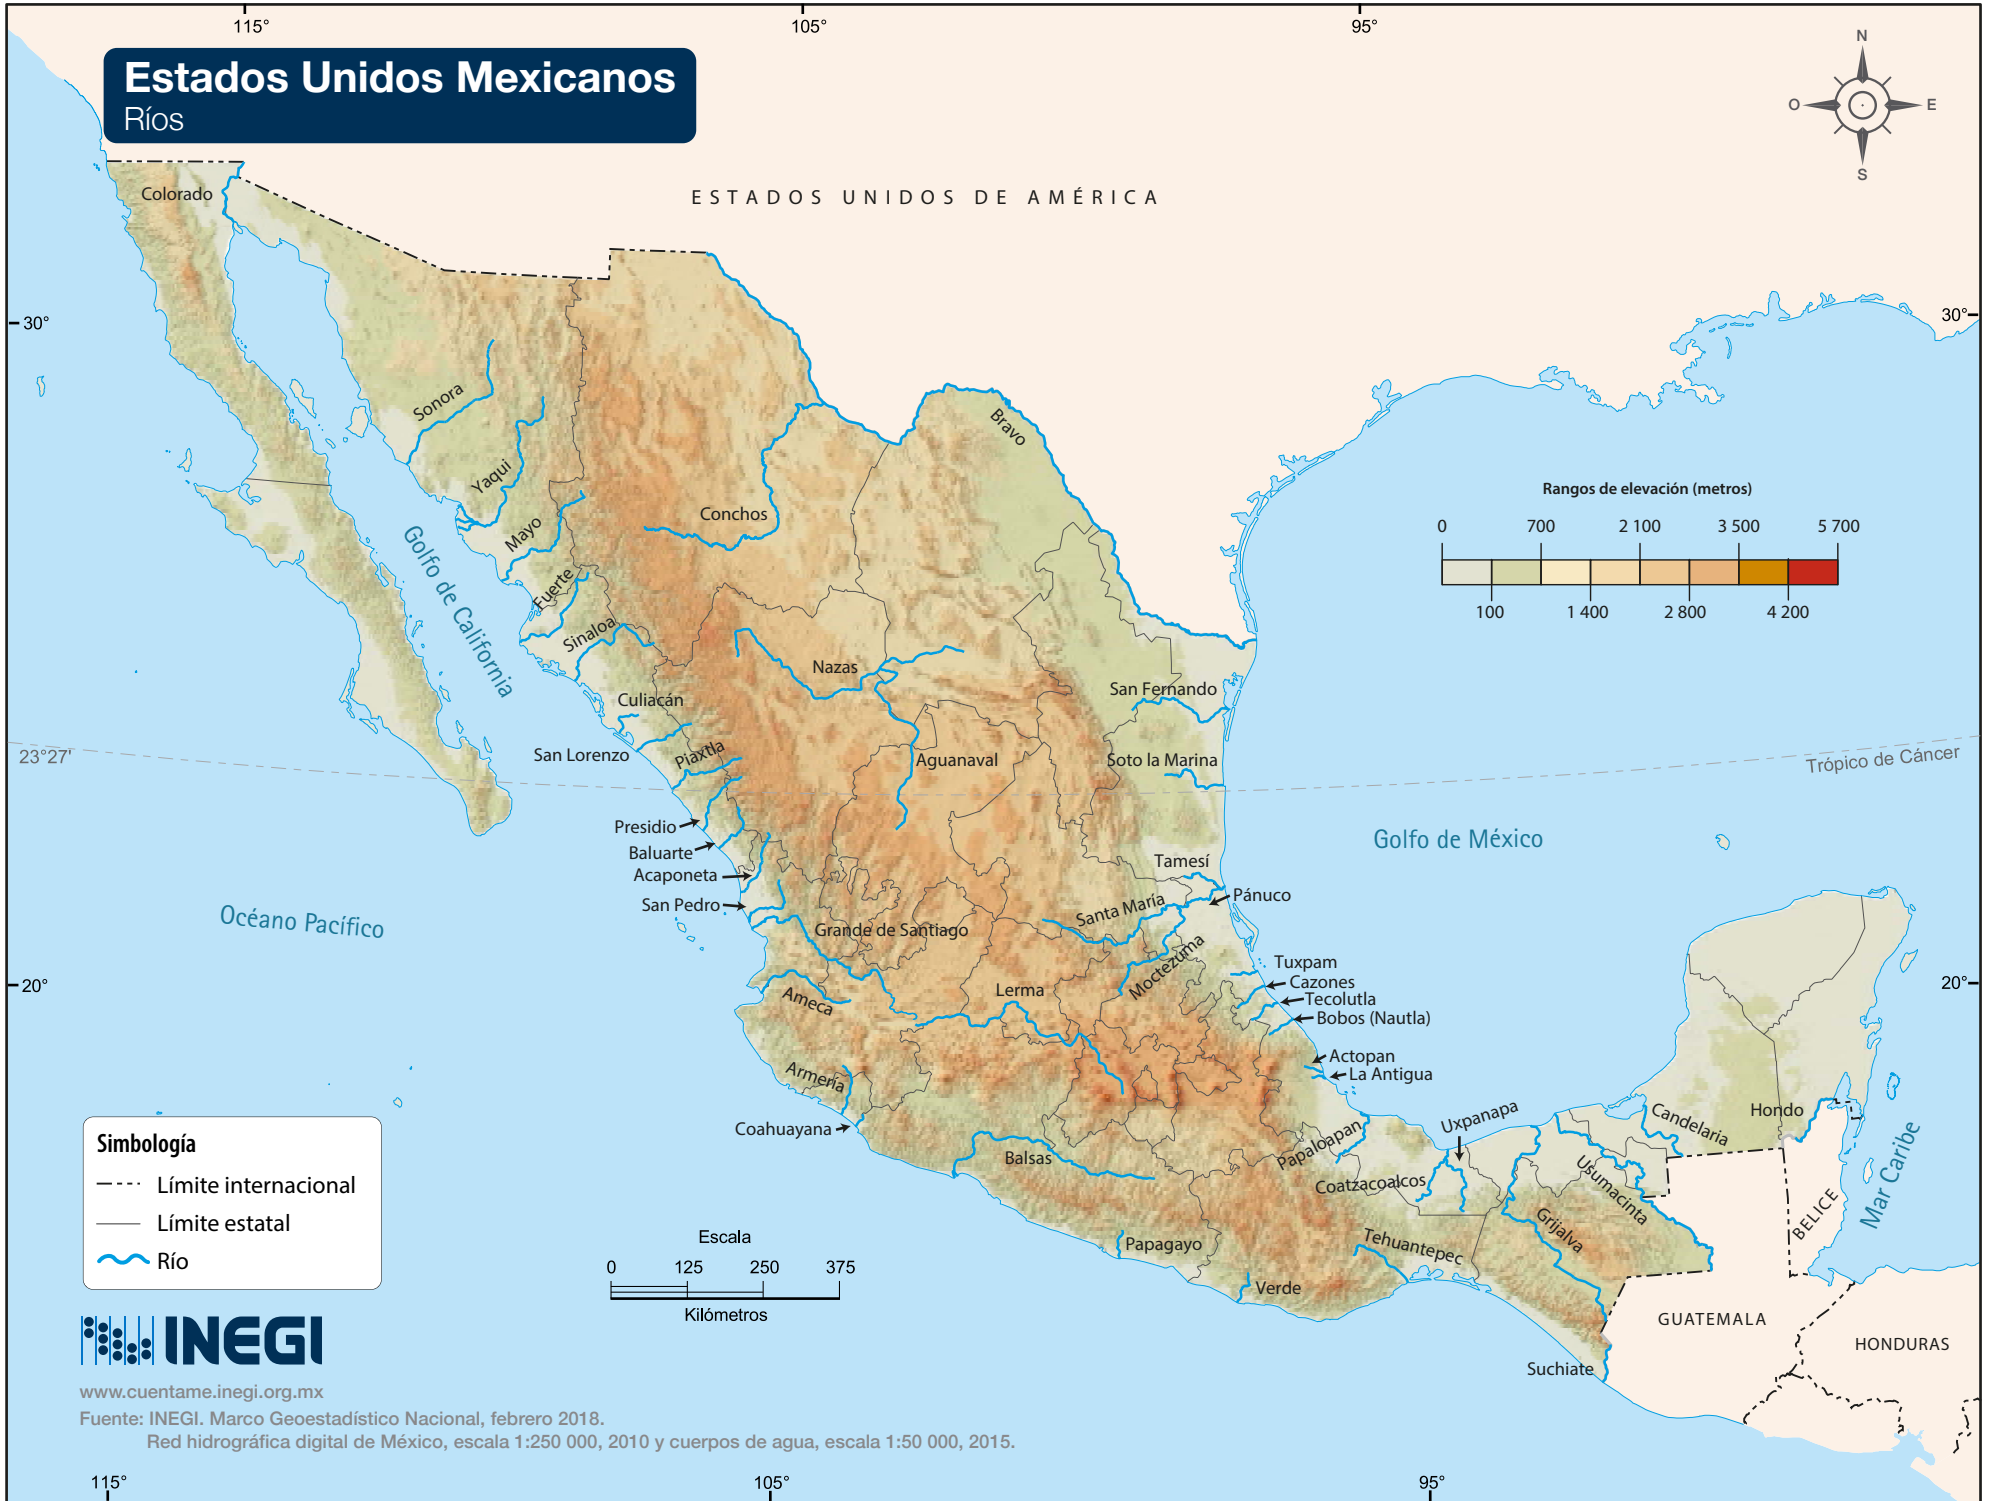 115°
105°
95°
Estados Unidos Mexicanos
Ríos
N
O
E
S
ESTADOS UNIDOS DE AMÉRICA
Colorado
30°
30°
Sonora
Bravo
Yaqui
Mayo
Conchos
Fuerte
Sinaloa
Golfo de California
Rangos de elevación (metros)
0 700 2 100 3 500 5 700
100 1 400 2 800 4 200
Nazas
Culiacán
San Fernando
San Lorenzo
Piaxtla
Aguanaval
Soto la Marina
23°27'
Trópico de Cáncer
Presidio
Baluarte
Acaponeta
San Pedro
Golfo de México
Tamesí
Pánuco
Santa María
Océano Pacífico
Grande de Santiago
Moctezuma
Tuxpam
Cazones
Tecolutla
Bobos (Nautla)
20°
20°
Ameca
Lerma
Actopan
La Antigua
Armería
Coahuayana
Balsas
Papaloapan
Uxpanapa
Coatzacoalcos
Candelaria
Hondo
Usumacinta
Grijalva
Mar Caribe
BELICE
Papagayo
Tehuantepec
Verde
Suchiate
GUATEMALA
HONDURAS
Simbología
Límite internacional
Límite estatal
Río
Escala
0 125 250 375
Kilómetros
INEGI
www.cuentame.inegi.org.mx
Fuente: INEGI. Marco Geoestadístico Nacional, febrero 2018.
Red hidrográfica digital de México, escala 1:250 000, 2010 y cuerpos de agua, escala 1:50 000, 2015.
115°
105°
95°